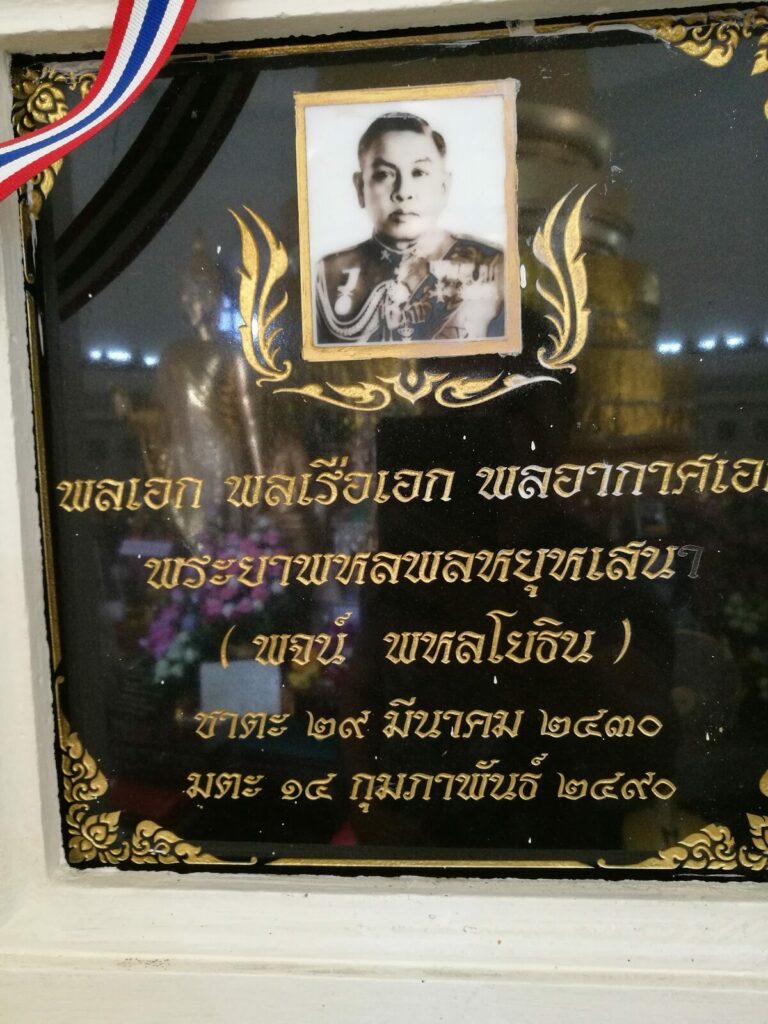 พลเอก พลเรือเอก พลอากาศเอ
พระยาพหลพลหยุหเสนา
( พจน์ พหลโยธิน )
ชาตะ ๒๙ มีนาคม ๒๔๓๐
มตะ ๑๔ กุมภาพันธ์ ๒๔๙๐